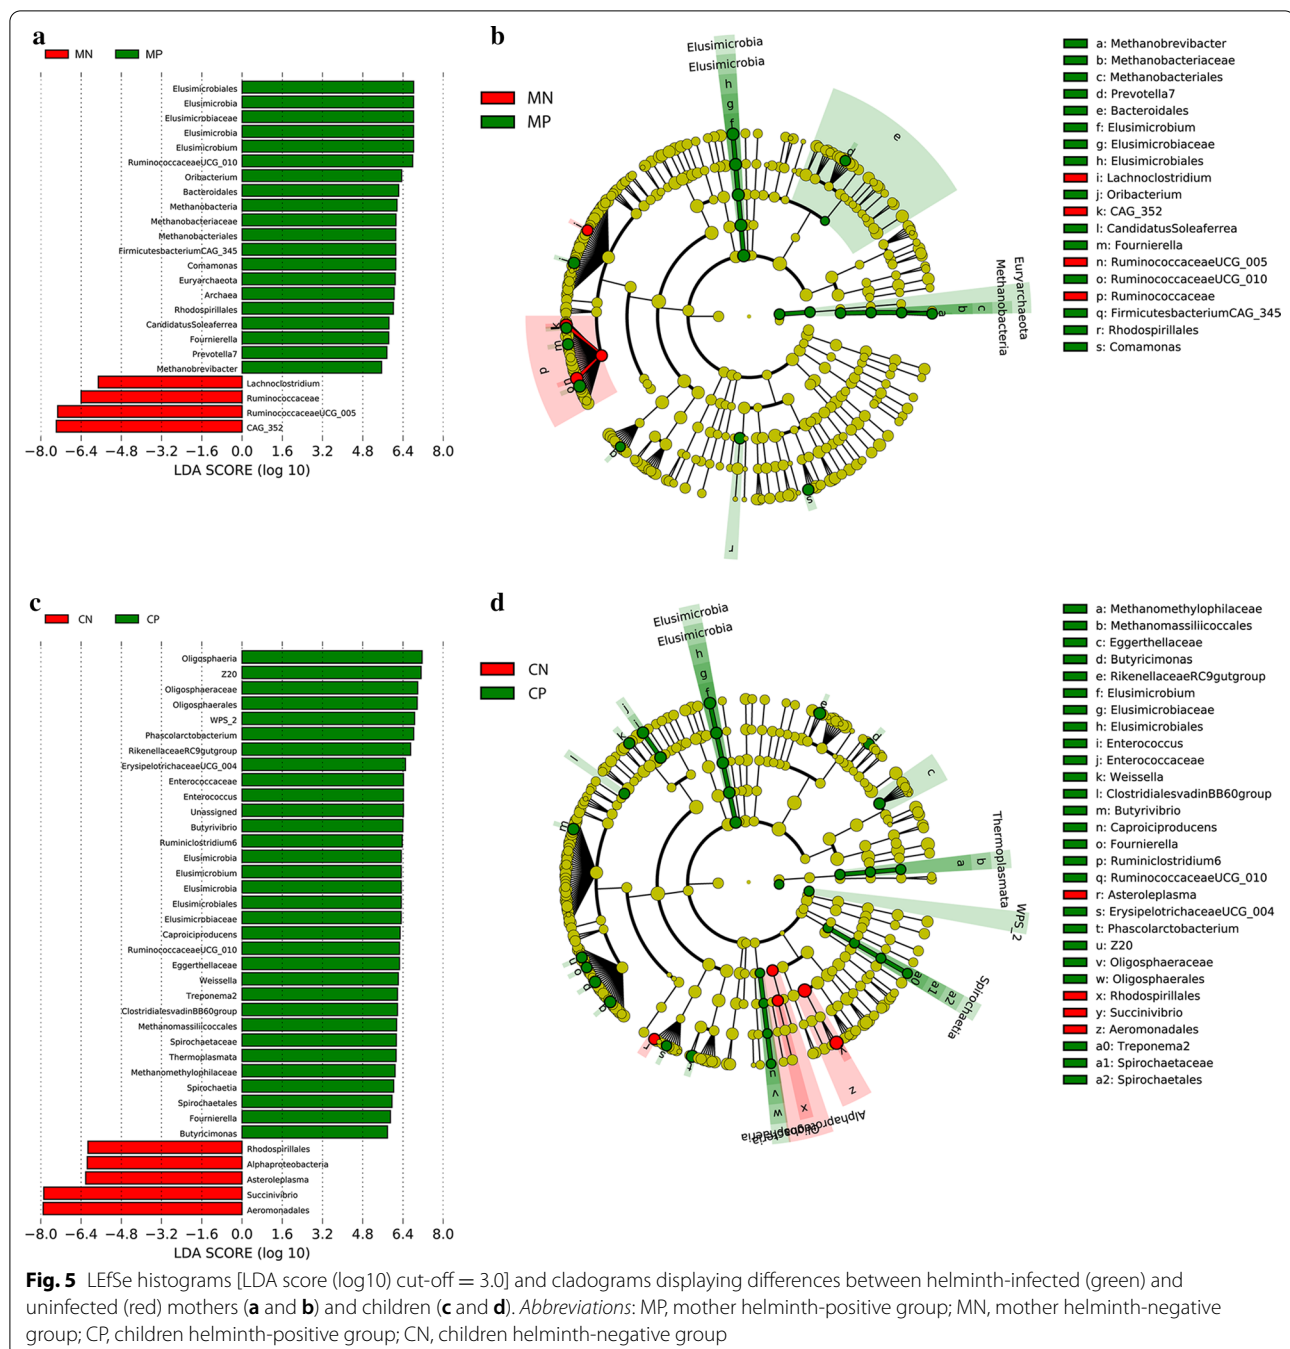 a
MN MP
Elusimicrobiales
Elusimicrobia
Elusimicrobiaceae
Elusimicrobia
Elusimicrobium
RuminococcaceaeUCG_010
Oribacterium
Bacteroidales
Methanobacteria
Methanobacteriaceae
Methanobacteriales
FirmicutesbacteriumCAG_345
Comamonas
Euryarchaeota
Archaea
Rhodospirillales
CandidatusSoleaferrea
Fournierella
Prevotella7
Methanobrevibacter
Lachnoclostridium
Ruminococcaceae
RuminococcaceaeUCG_005
CAG_352
−8.0 −6.4 −4.8 −3.2 −1.6 0.0 1.6 3.2 4.8 6.4 8.0
LDA SCORE (log 10)
b
MN
MP
Elusimicrobia
Elusimicrobia
h
g
f
e
d
i
j
k
m
p
n
o
q
r
s
a b c
Euryarchaeota
Methanobacteria
a: Methanobrevibacter
b: Methanobacteriaceae
c: Methanobacteriales
d: Prevotella7
e: Bacteroidales
f: Elusimicrobium
g: Elusimicrobiaceae
h: Elusimicrobiales
i: Lachnoclostridium
j: Oribacterium
k: CAG_352
l: CandidatusSoleaferrea
m: Fournierella
n: RuminococcaceaeUCG_005
o: RuminococcaceaeUCG_010
p: Ruminococcaceae
q: FirmicutesbacteriumCAG_345
r: Rhodospirillales
s: Comamonas
c
CN CP
Oligosphaeria
Z20
Oligosphaeraceae
Oligosphaerales
WPS_2
Phascolarctobacterium
RikenellaceaeRC9gutgroup
ErysipelotrichaceaeUCG_004
Enterococcaceae
Enterococcus
Unassigned
Butyrivibrio
Ruminiclostridium6
Elusimicrobia
Elusimicrobium
Elusimicrobia
Elusimicrobiales
Elusimicrobiaceae
Caproiciproducens
RuminococcaceaeUCG_010
Eggerthellaceae
Weissella
Treponema2
ClostridialesvadinBB60group
Methanomassiliicoccales
Spirochaetaceae
Thermoplasmata
Methanomethylophilaceae
Spirochaetia
Spirochaetales
Fournierella
Butyricimonas
Rhodospirillales
Alphaproteobacteria
Asteroleplasma
Succinivibrio
Aeromonadales
−8.0 −6.4 −4.8 −3.2 −1.6 0.0 1.6 3.2 4.8 6.4 8.0
LDA SCORE (log 10)
d
CN
CP
Elusimicrobia
Elusimicrobia
h
g
f
j
i
k
l
m
e
d
c
a b
Thermoplasmata
WPS_2
a0 a1 a2
Spirochaetia
n
o
p
q
r
s
t
u
v
w
x
y
z
Alphaproteobacteria
Oligosphaeria
a: Methanomethylophilaceae
b: Methanomassiliicoccales
c: Eggerthellaceae
d: Butyricimonas
e: RikenellaceaeRC9gutgroup
f: Elusimicrobium
g: Elusimicrobiaceae
h: Elusimicrobiales
i: Enterococcus
j: Enterococcaceae
k: Weissella
l: ClostridialesvadinBB60group
m: Butyrivibrio
n: Caproiciproducens
o: Fournierella
p: Ruminiclostridium6
q: RuminococcaceaeUCG_010
r: Asteroleplasma
s: ErysipelotrichaceaeUCG_004
t: Phascolarctobacterium
u: Z20
v: Oligosphaeraceae
w: Oligosphaerales
x: Rhodospirillales
y: Succinivibrio
z: Aeromonadales
a0: Treponema2
a1: Spirochaetaceae
a2: Spirochaetales
Fig. 5 LEfSe histograms [LDA score (log10) cut-off = 3.0] and cladograms displaying differences between helminth-infected (green) and
uninfected (red) mothers (a and b) and children (c and d). Abbreviations: MP, mother helminth-positive group; MN, mother helminth-negative
group; CP, children helminth-positive group; CN, children helminth-negative group